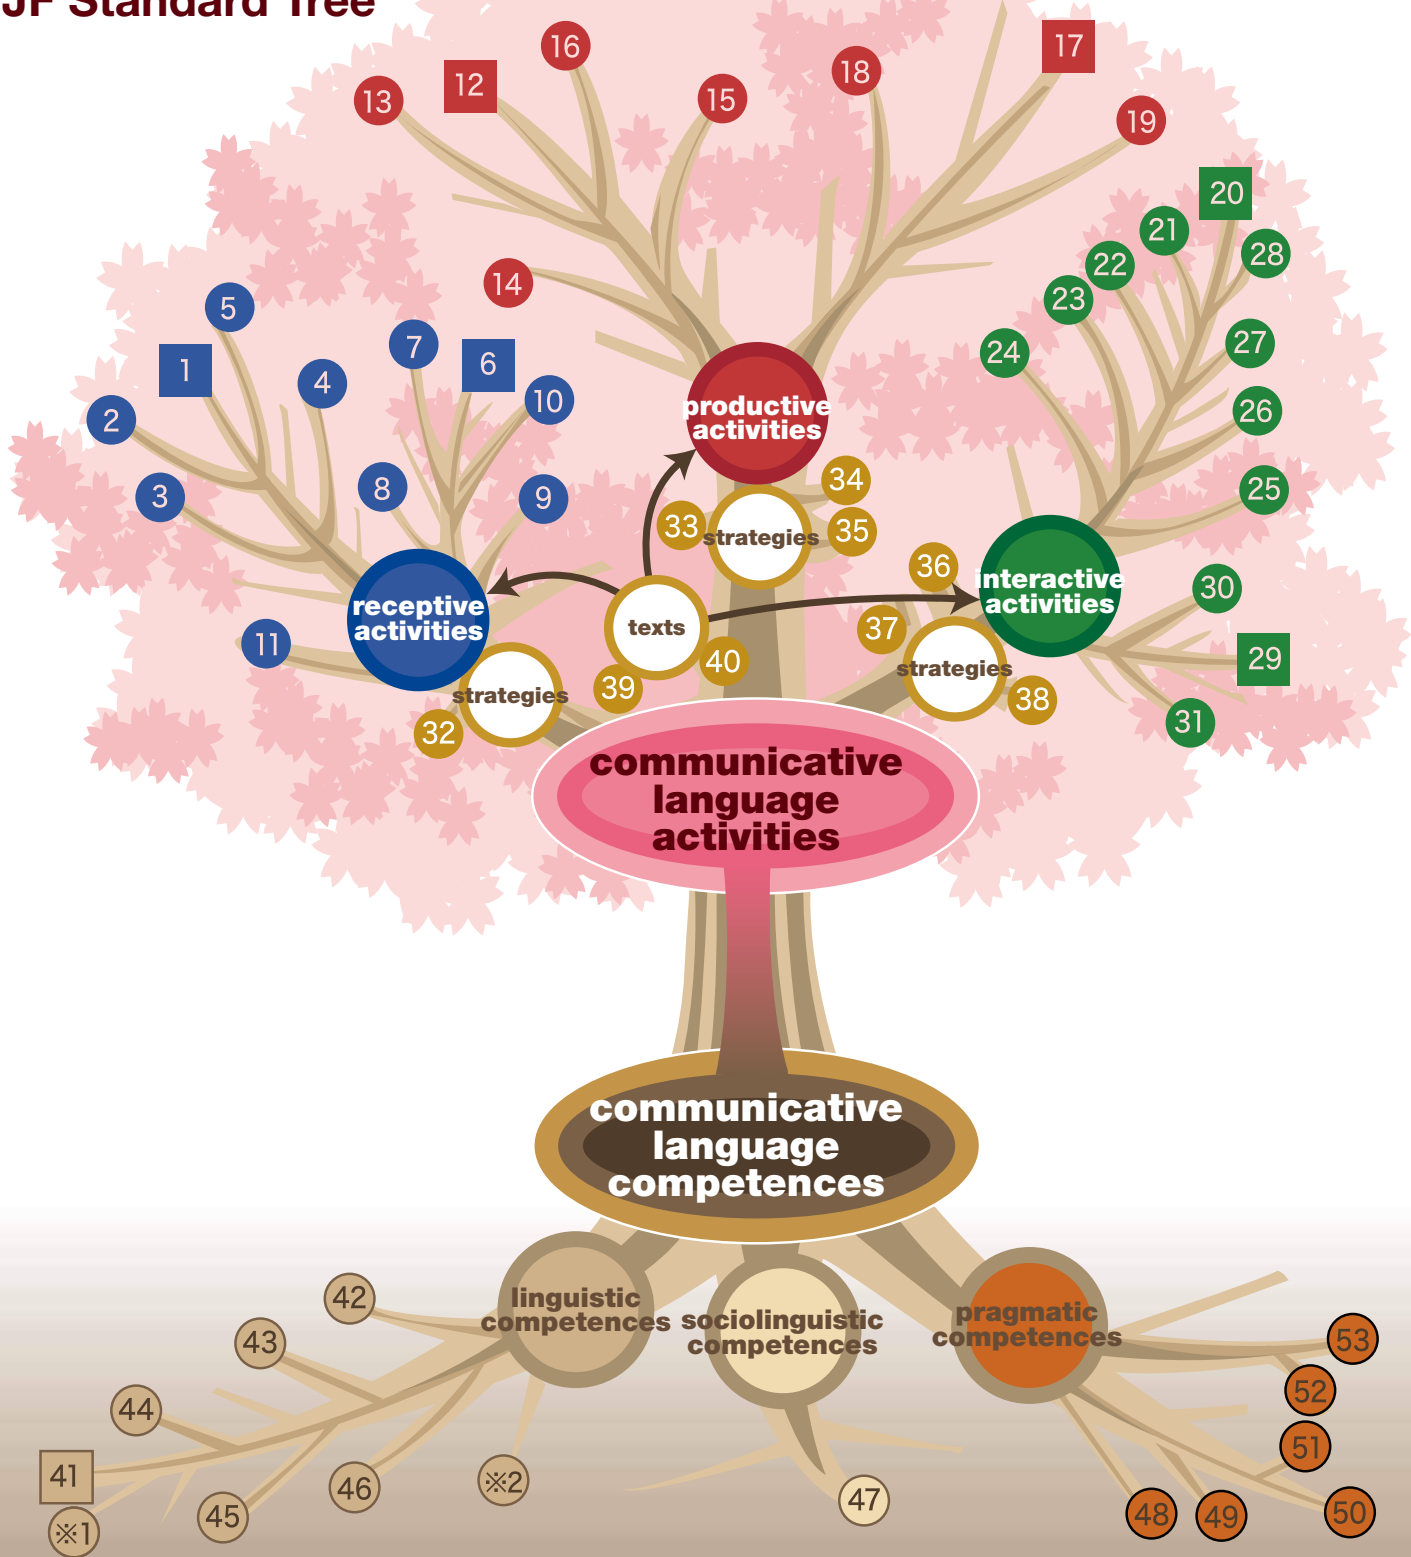 JF Standard Tree
16
17
12
18
13
15
19
20
21
28
22
14
23
5
27
7
24
6
1
4
10
26
2
productive
activities
34
25
8
3
9
33
strategies
35
36
interactive
activities
30
receptive
activities
texts
37
11
40
29
strategies
39
strategies
38
31
32
communicative
language
activities
communicative
language
competences
42
linguistic
competences
sociolinguistic
competences
pragmatic
competences
53
43
52
44
51
41
46
※2
47
50
48
49
45
※1